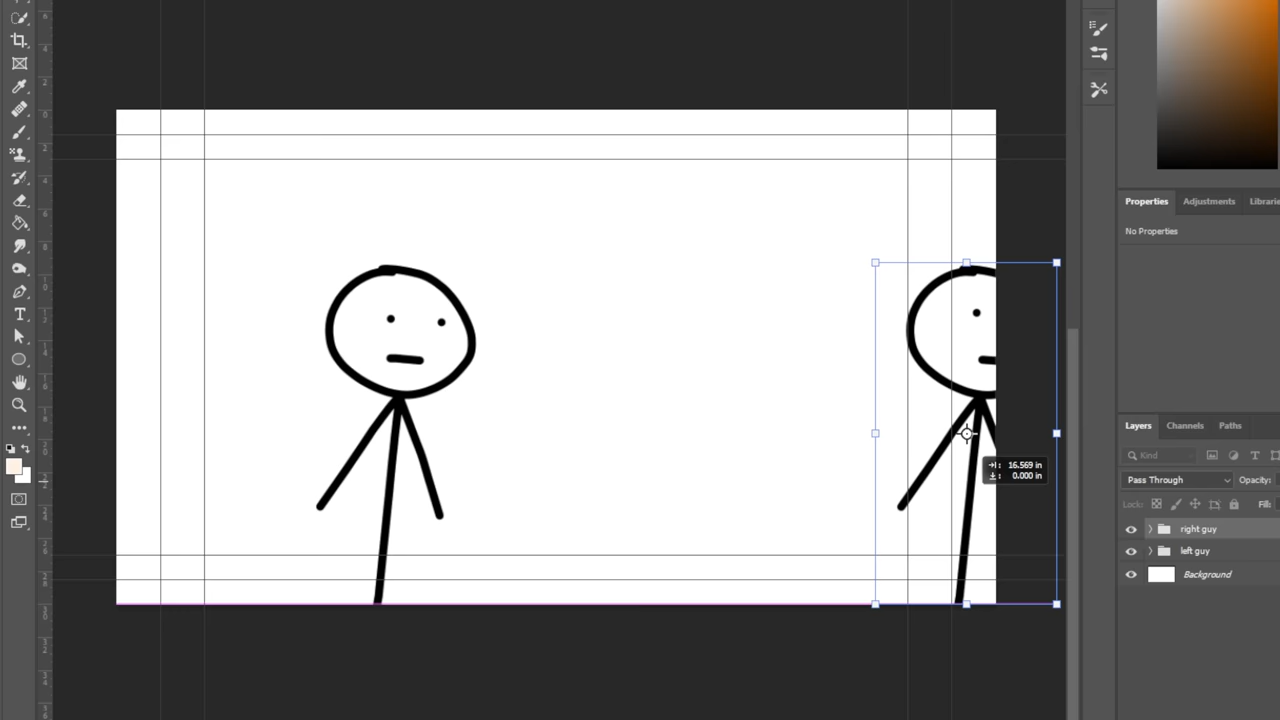 Properties Adjustments Librarie
No Properties
16.569 in
0.000 in
Layers Channels Paths
Kind
Pass Through Opacity:
Lock: Fill:
right guy
left guy
Background